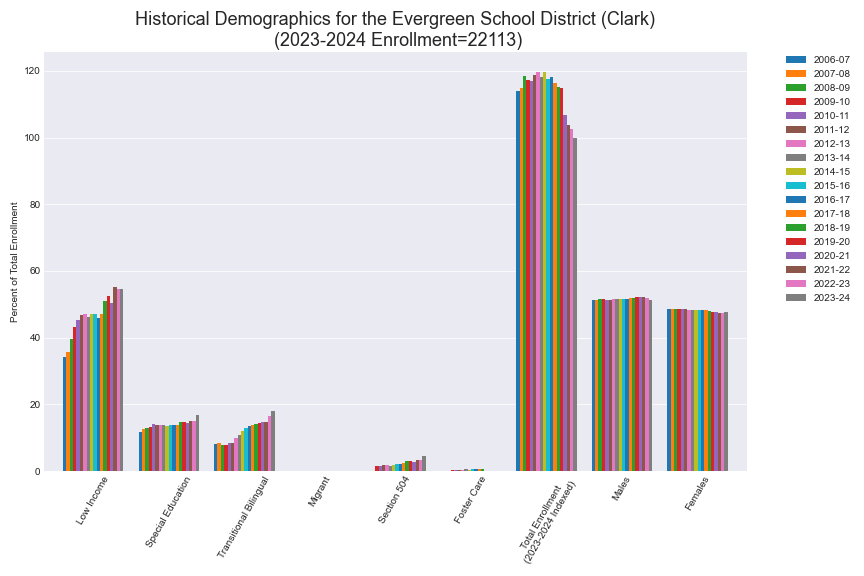 Historical Demographics for the Evergreen School District (Clark)
(2023-2024 Enrollment=22113)
Percent of Total Enrollment
120
100
80
60
40
20
0
Low Income
Special Education
Transitional Bilingual
Migrant
Section 504
Foster Care
Total Enrollment
(2023-2024 Indexed)
Males
Females
2006-07
2007-08
2008-09
2009-10
2010-11
2011-12
2012-13
2013-14
2014-15
2015-16
2016-17
2017-18
2018-19
2019-20
2020-21
2021-22
2022-23
2023-24